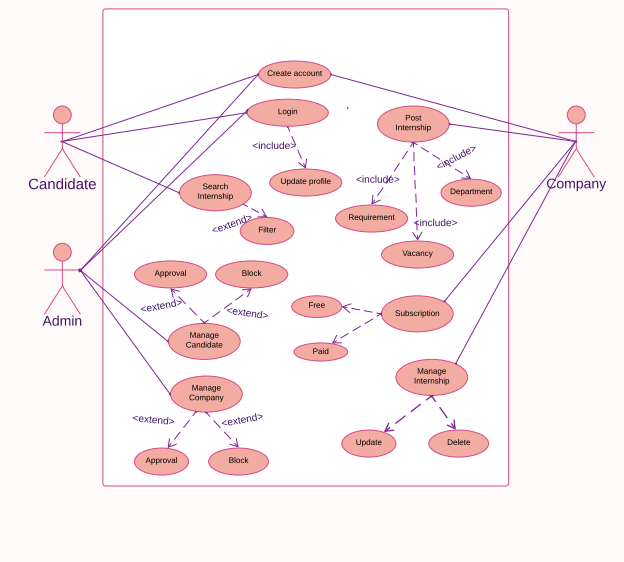 Create account
Login
Post
Internship
<include>
<include>
Candidate
Search
Internship
Update profile
<include>
Department
Company
Requirement
<extend>
Filter
<include>
Vacancy
Approval
Block
<extend>
<extend>
Free
Subscription
Admin
Manage
Candidate
Paid
Manage
Internship
Manage
Company
<extend>
<extend>
Update
Delete
Approval
Block